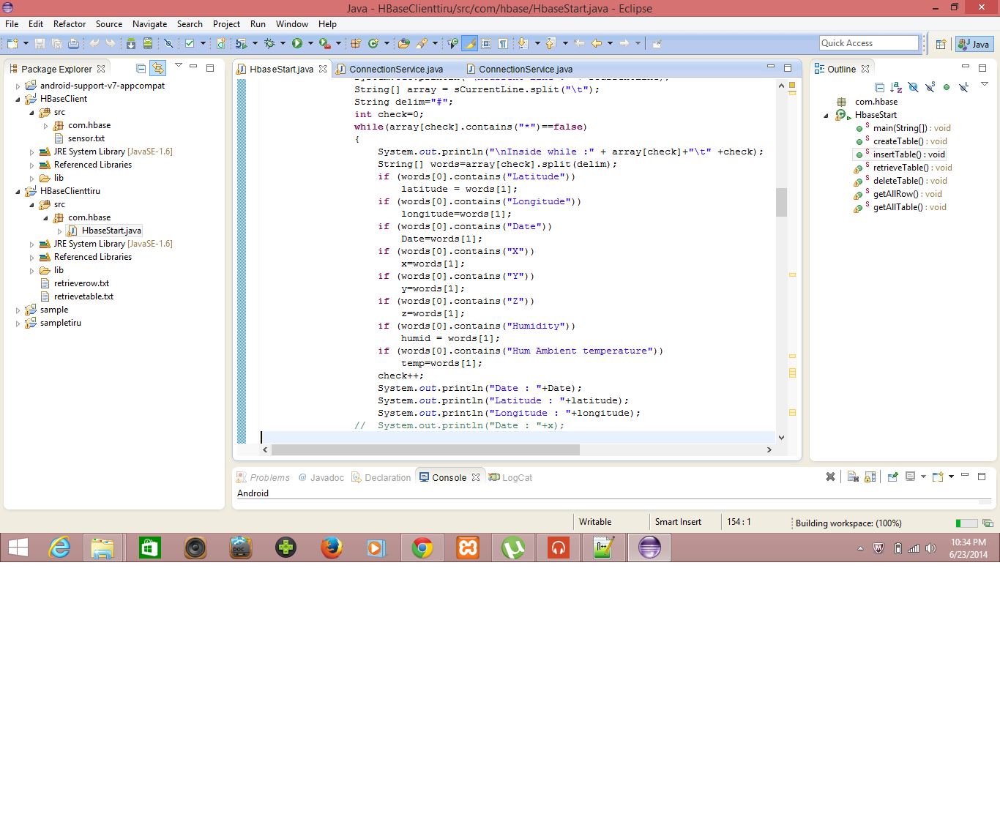 Java - HBaseClienttiru/src/com/hbase/HbaseStart.java - Eclipse
File Edit Refactor Source Navigate Search Project Run Window Help
Quick Access
Java
Package Explorer
android-support-v7-appcompat
HBaseClient
src
com.hbase
sensor.txt
JRE System Library [JavaSE-1.6]
Referenced Libraries
lib
HBaseClienttiru
src
com.hbase
HbaseStart.java
JRE System Library [JavaSE-1.6]
Referenced Libraries
lib
retrieverow.txt
retrievetable.txt
sample
sampletiru
HbaseStart.java ConnectionService.java ConnectionService.java
String[] array = sCurrentLine.split("\t");
String delim="#";
int check=0;
while(array[check].contains("*")==false)
{
System.out.println("\nInside while :" + array[check]+"\t" +check);
String[] words=array[check].split(delim);
if (words[0].contains("Latitude"))
latitude = words[1];
if (words[0].contains("Longitude"))
longitude=words[1];
if (words[0].contains("Date"))
Date=words[1];
if (words[0].contains("X"))
x=words[1];
if (words[0].contains("Y"))
y=words[1];
if (words[0].contains("Z"))
z=words[1];
if (words[0].contains("Humidity"))
humid = words[1];
if (words[0].contains("Hum Ambient temperature"))
temp=words[1];
check++;
System.out.println("Date : "+Date);
System.out.println("Latitude : "+latitude);
System.out.println("Longitude : "+longitude);
// System.out.println("Date : "+x);
Outline
com.hbase
HbaseStart
main(String[]) : void
createTable() : void
insertTable() : void
retrieveTable() : void
deleteTable() : void
getAllRow() : void
getAllTable() : void
Problems @ Javadoc Declaration Console LogCat
Android
Writable Smart Insert 154 : 1 Building workspace: (100%)
10:34 PM
6/23/2014